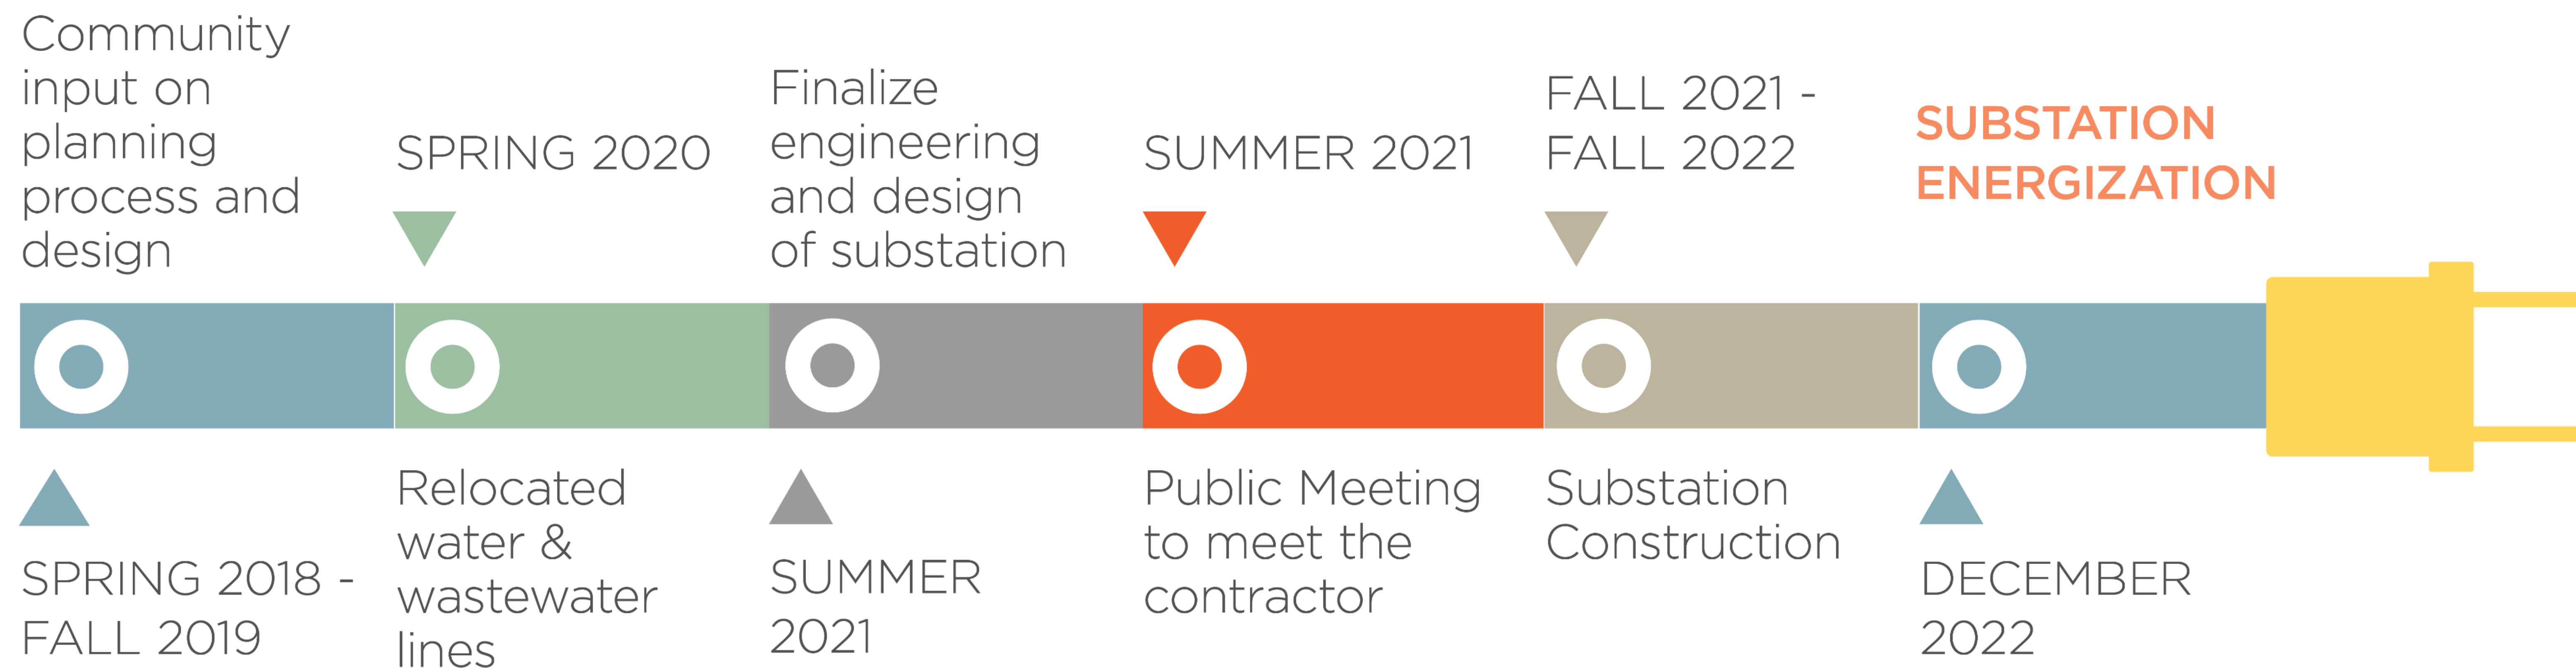 Community
input on
planning
process and
design
SPRING 2018 -
FALL 2019
SPRING 2020
Relocated
water &
wastewater
lines
Finalize
engineering
and design
of substation
SUMMER
2021
SUMMER 2021
Public Meeting
to meet the
contractor
FALL 2021 -
FALL 2022
Substation
Construction
SUBSTATION
ENERGIZATION
DECEMBER
2022